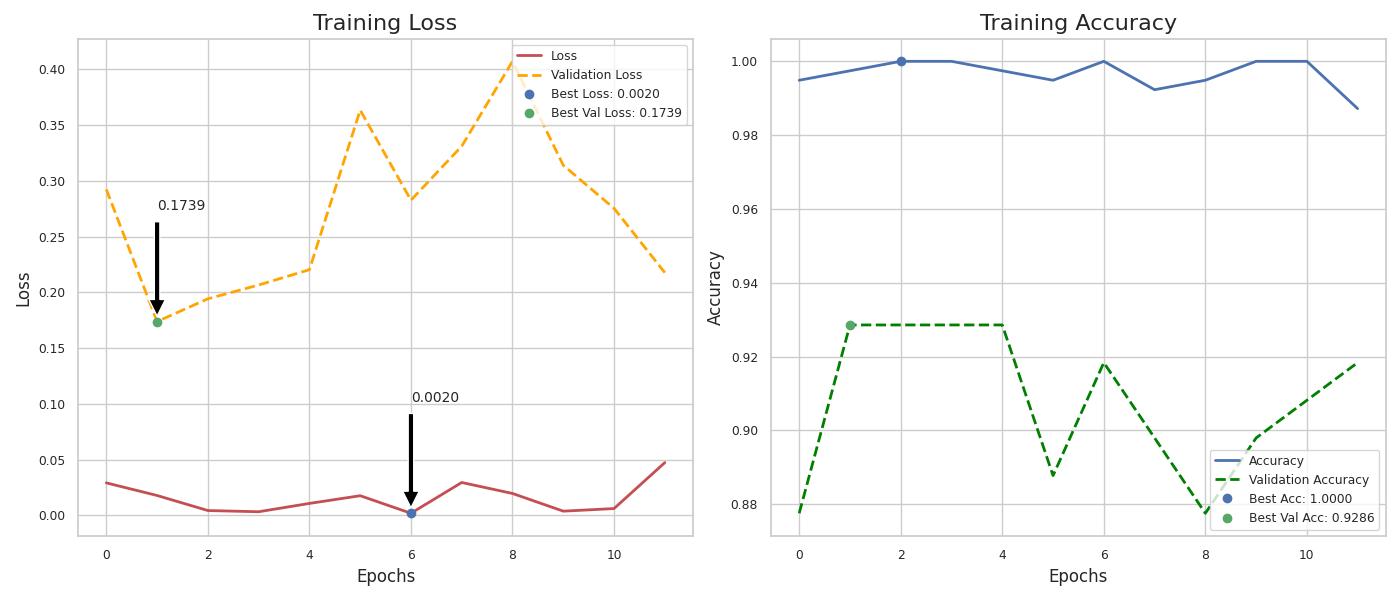 Training Loss
Loss
Validation Loss
Best Loss: 0.0020
Best Val Loss: 0.1739
0.1739
0.0020
0.40
0.35
0.30
0.25
0.20
0.15
0.10
0.05
0.00
Loss
0 2 4 6 8 10
Epochs
Training Accuracy
1.00
0.98
0.96
0.94
0.92
0.90
0.88
Accuracy
Accuracy
Validation Accuracy
Best Acc: 1.0000
Best Val Acc: 0.9286
0 2 4 6 8 10
Epochs